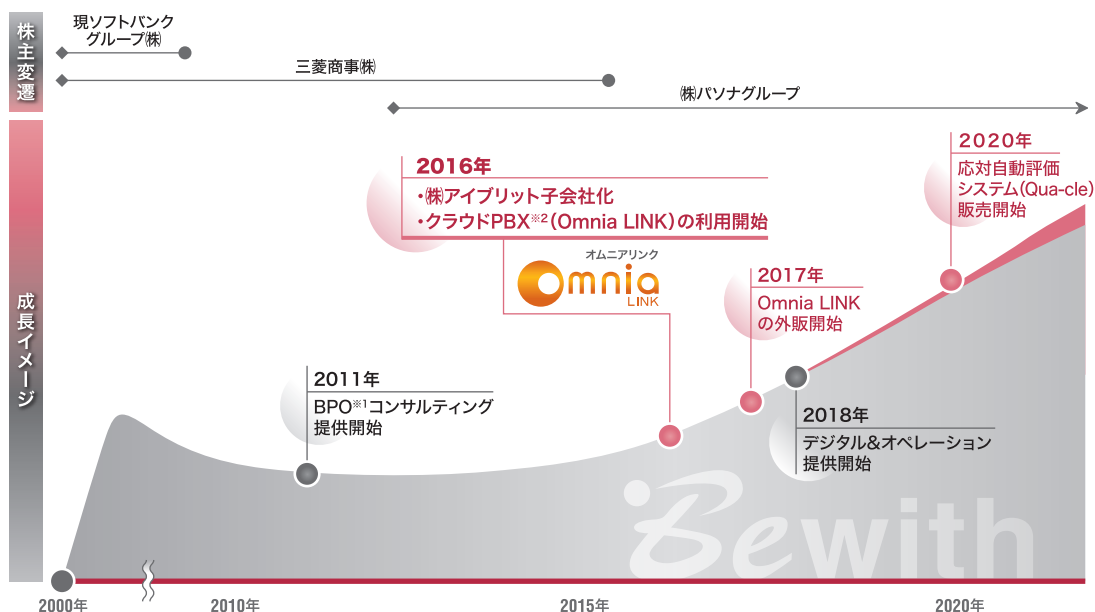 株主変遷
現ソフトバンク
グループ㈱
三菱商事㈱
㈱パソナグループ
成長イメージ
2016年
・㈱アイブリット子会社化
・クラウドPBX※2(Omnia LINK)の利用開始
オムニアリンク
Omnia
LINK
2020年
応対自動評価
システム(Qua-cle)
販売開始
2017年
Omnia LINK
の外販開始
2011年
BPO※1コンサルティング
提供開始
2018年
デジタル&オペレーション
提供開始
Bewith
2000年
2010年
2015年
2020年